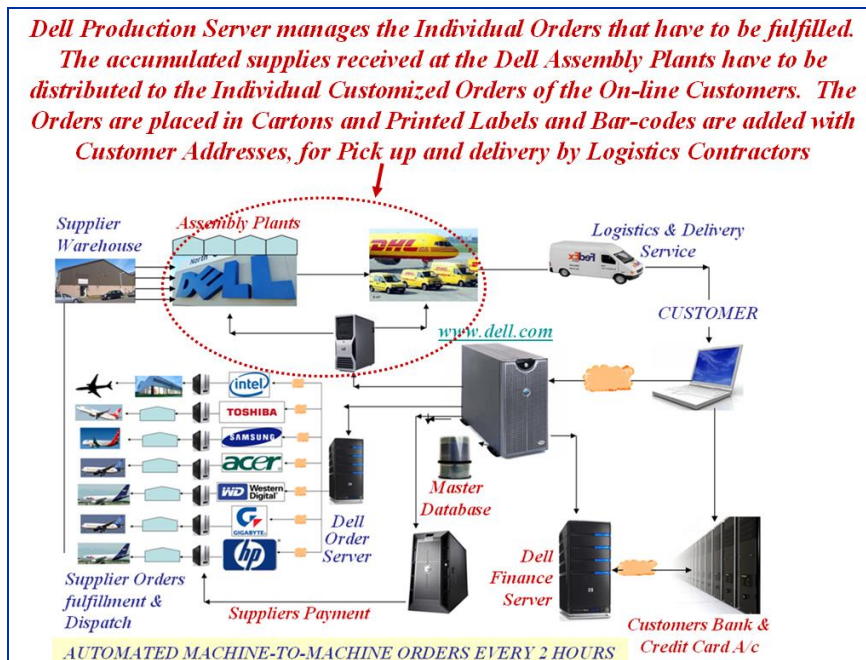 Dell Production Server manages the Individual Orders that have to be fulfilled.
The accumulated supplies received at the Dell Assembly Plants have to be
distributed to the Individual Customized Orders of the On-line Customers.  The
Orders are placed in Cartons and Printed Labels and Bar-codes are added with
Customer Addresses, for Pick up and delivery by Logistics Contractors
Supplier
Warehouse
Assembly Plants
North
DELL
DHL
Logistics & Delivery
Service
FedEx
CUSTOMER
www.dell.com
intel
TOSHIBA
SAMSUNG
acer
WD Western
Digital
GIGABYTE
hp
Dell
Order
Server
Master
Database
Dell
Finance
Server
Supplier Orders
fulfillment &
Dispatch
Suppliers Payment
Customers Bank &
Credit Card A/c
AUTOMATED MACHINE-TO-MACHINE ORDERS EVERY 2 HOURS